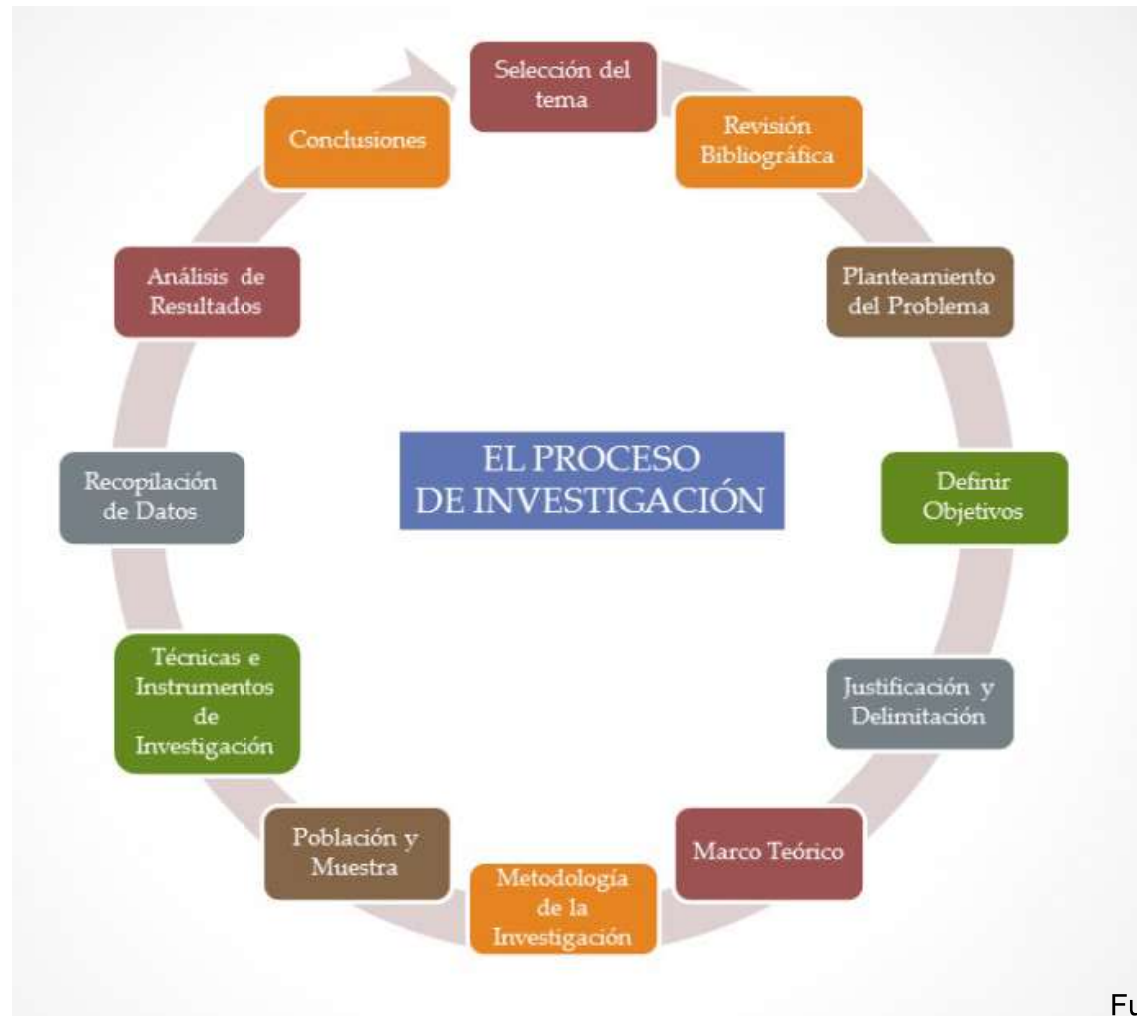 Selección del
tema
Revisión
Bibliográfica
Planteamiento
del Problema
Definir
Objetivos
Justificación y
Delimitación
Marco Teórico
Metodología
de la
Investigación
Población y
Muestra
Técnicas e
Instrumentos
de
Investigación
Recopilación
de Datos
Análisis de
Resultados
Conclusiones
EL PROCESO
DE INVESTIGACIÓN
Fu